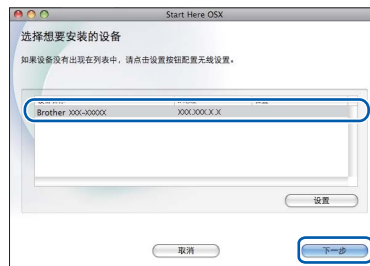 Start Here OSX
选择想要安装的设备
如果设备没有出现在列表中，请点击设置按钮配置无线设置。
Brother XXX-XXXXX XXX.XXX.X.X
设置
取消 下一步